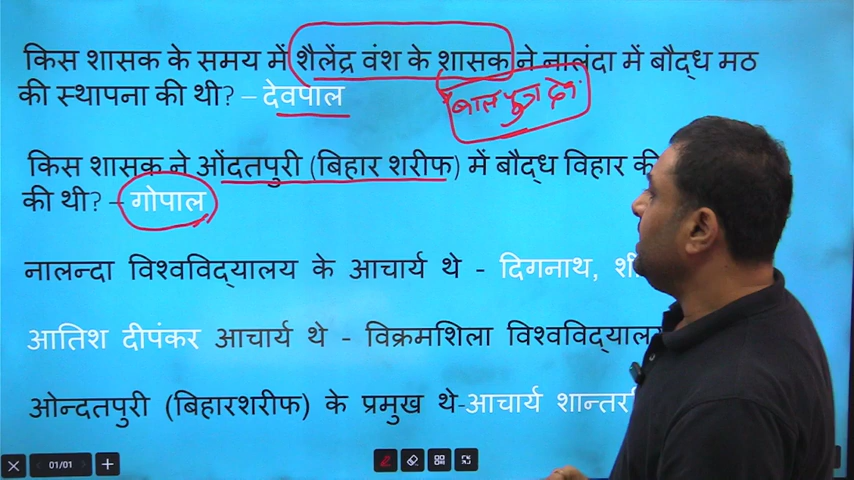 किस शासक के समय में शैलेंद्र वंश के शासक ने नालंदा में बौद्ध मठ
की स्थापना की थी? – देवपाल
बाल पुत्र देव
किस शासक ने ओंदतपुरी (बिहार शरीफ) में बौद्ध विहार की
की थी? – गोपाल
नालन्दा विश्वविद्यालय के आचार्य थे - दिगनाथ,
आतिश दीपंकर आचार्य थे - विक्रमशिला विश्वविद्यालय
ओन्दतपुरी (बिहारशरीफ) के प्रमुख थे-आचार्य
01/01